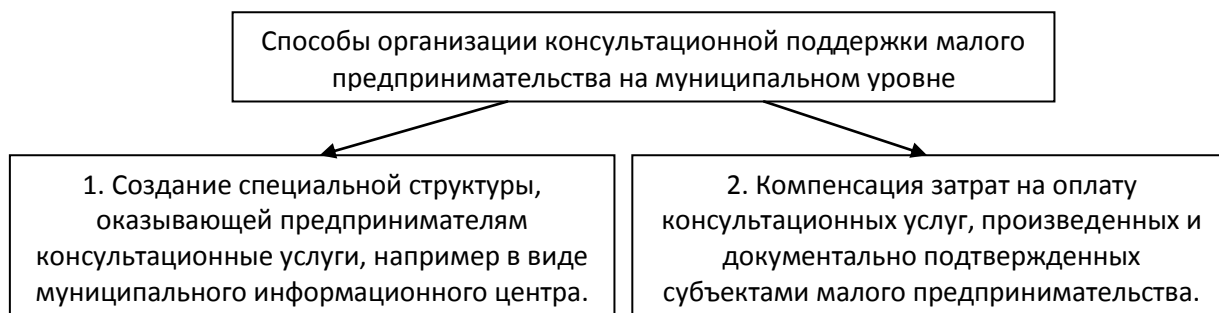 Способы организации консультационной поддержки малого
предпринимательства на муниципальном уровне
1. Создание специальной структуры,
оказывающей предпринимателям
консультационные услуги, например в виде
муниципального информационного центра.
2. Компенсация затрат на оплату
консультационных услуг, произведенных и
документально подтвержденных
субъектами малого предпринимательства.